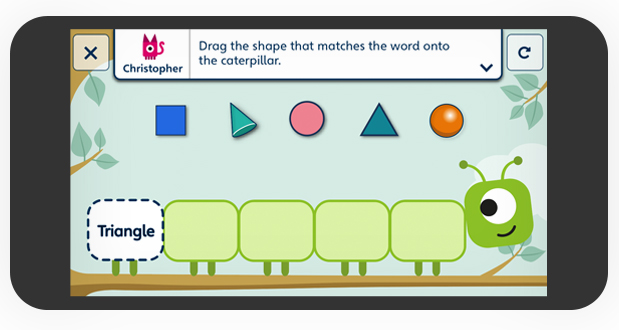 Drag the shape that matches the word onto
the caterpillar.
Christopher
Triangle